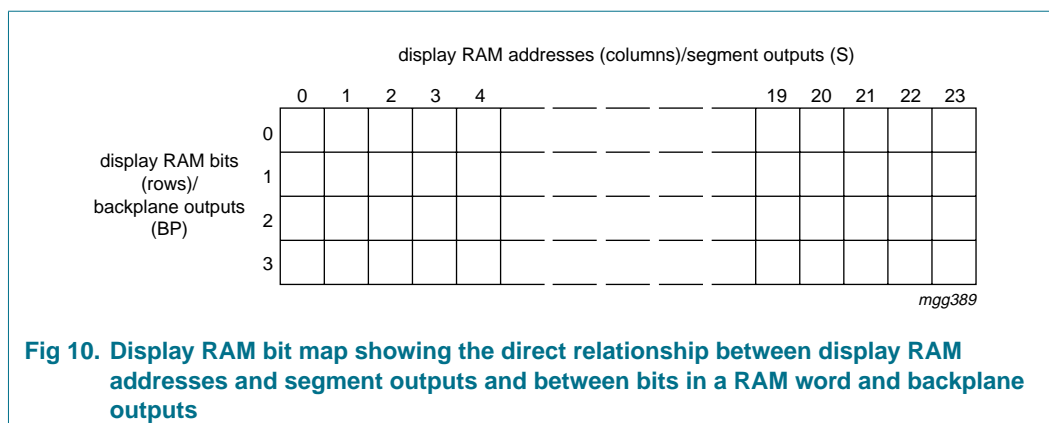 display RAM addresses (columns)/segment outputs (S)
0 1 2 3 4 19 20 21 22 23
0
display RAM bits
(rows)/
backplane outputs
(BP)
1
2
3
mgg389
Fig 10. Display RAM bit map showing the direct relationship between display RAM
addresses and segment outputs and between bits in a RAM word and backplane
outputs